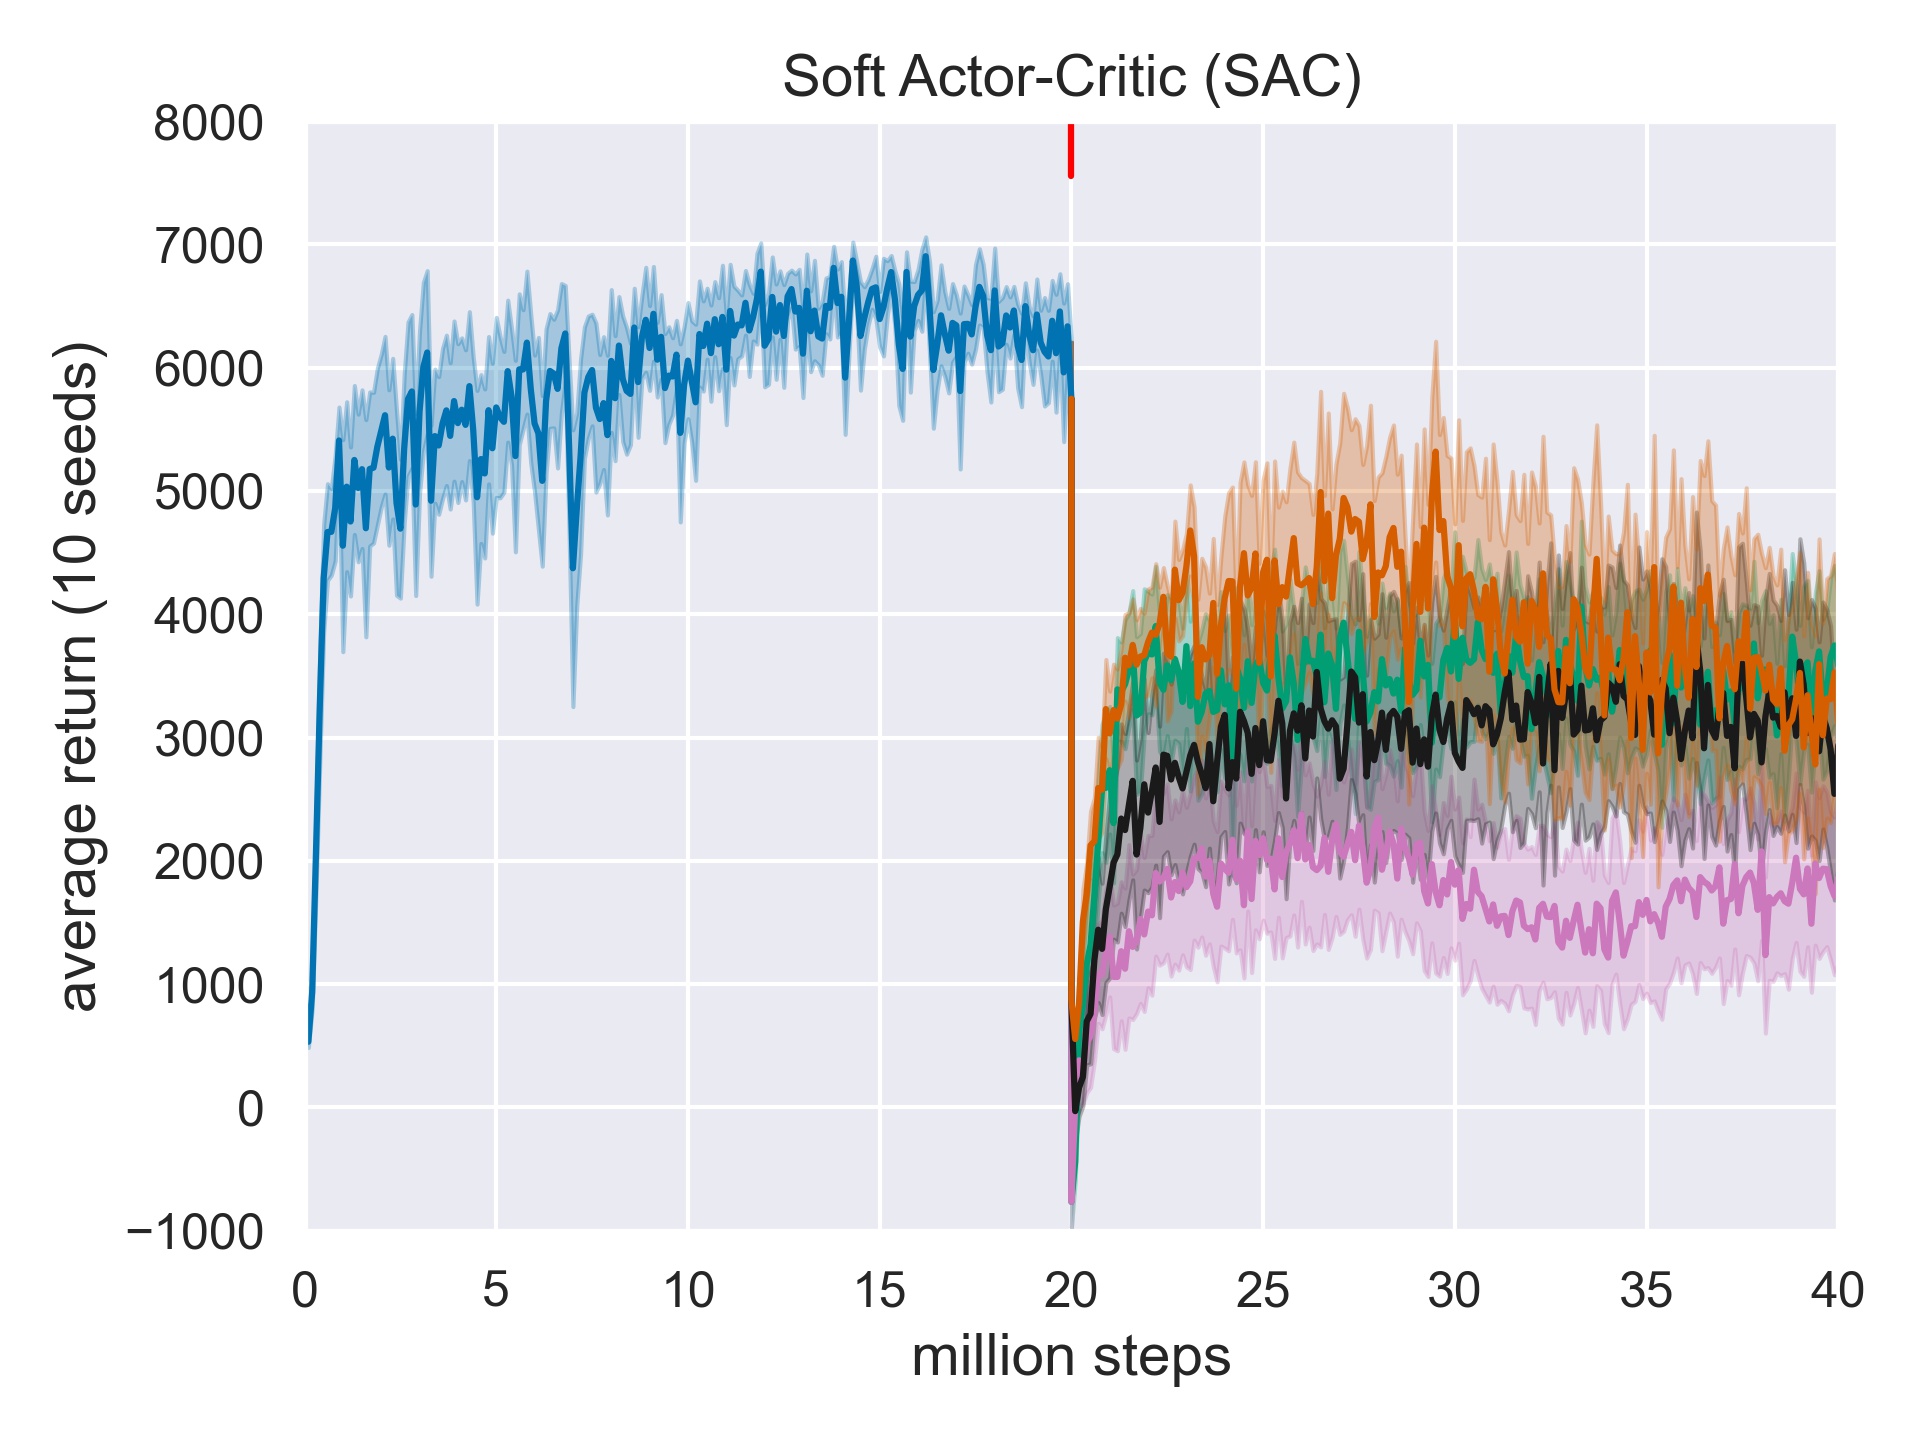 Soft Actor-Critic (SAC)
8000
7000
6000
5000
4000
3000
2000
1000
0
−1000
average return (10 seeds)
0 5 10 15 20 25 30 35 40
million steps